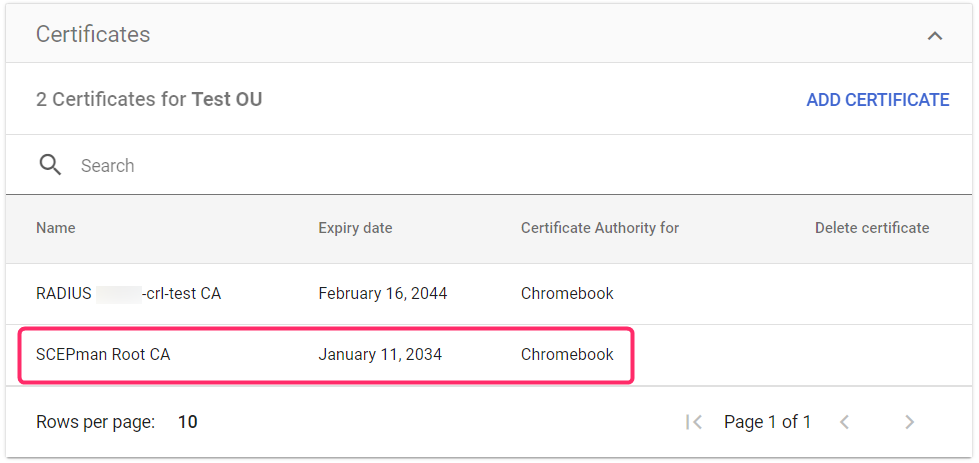 Certificates
2 Certificates for Test OU
ADD CERTIFICATE
Search
Name Expiry date Certificate Authority for Delete certificate
RADIUS -crl-test CA February 16, 2044 Chromebook
SCEPman Root CA January 11, 2034 Chromebook
Rows per page: 10 Page 1 of 1